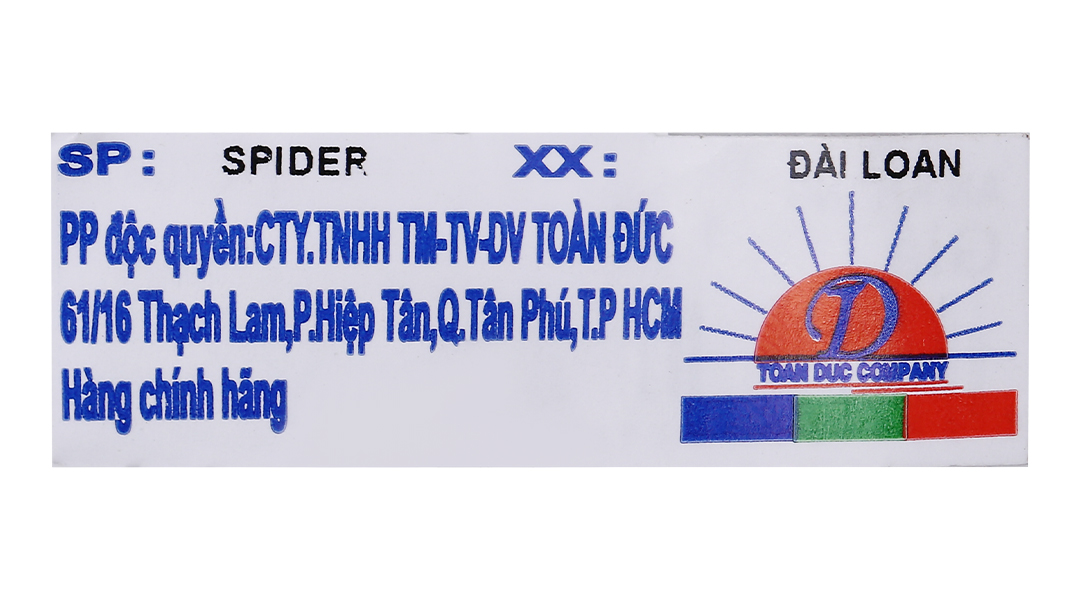 SP: SPIDER XX: ĐÀI LOAN
PP độc quyền:CTY.TNHH TM-TV-DV TOÀN ĐỨC
61/16 Thạch Lam,P.Hiệp Tân,Q.Tân Phú,T.P HCM
Hàng chính hãng
TD
TOAN DUC COMPANY